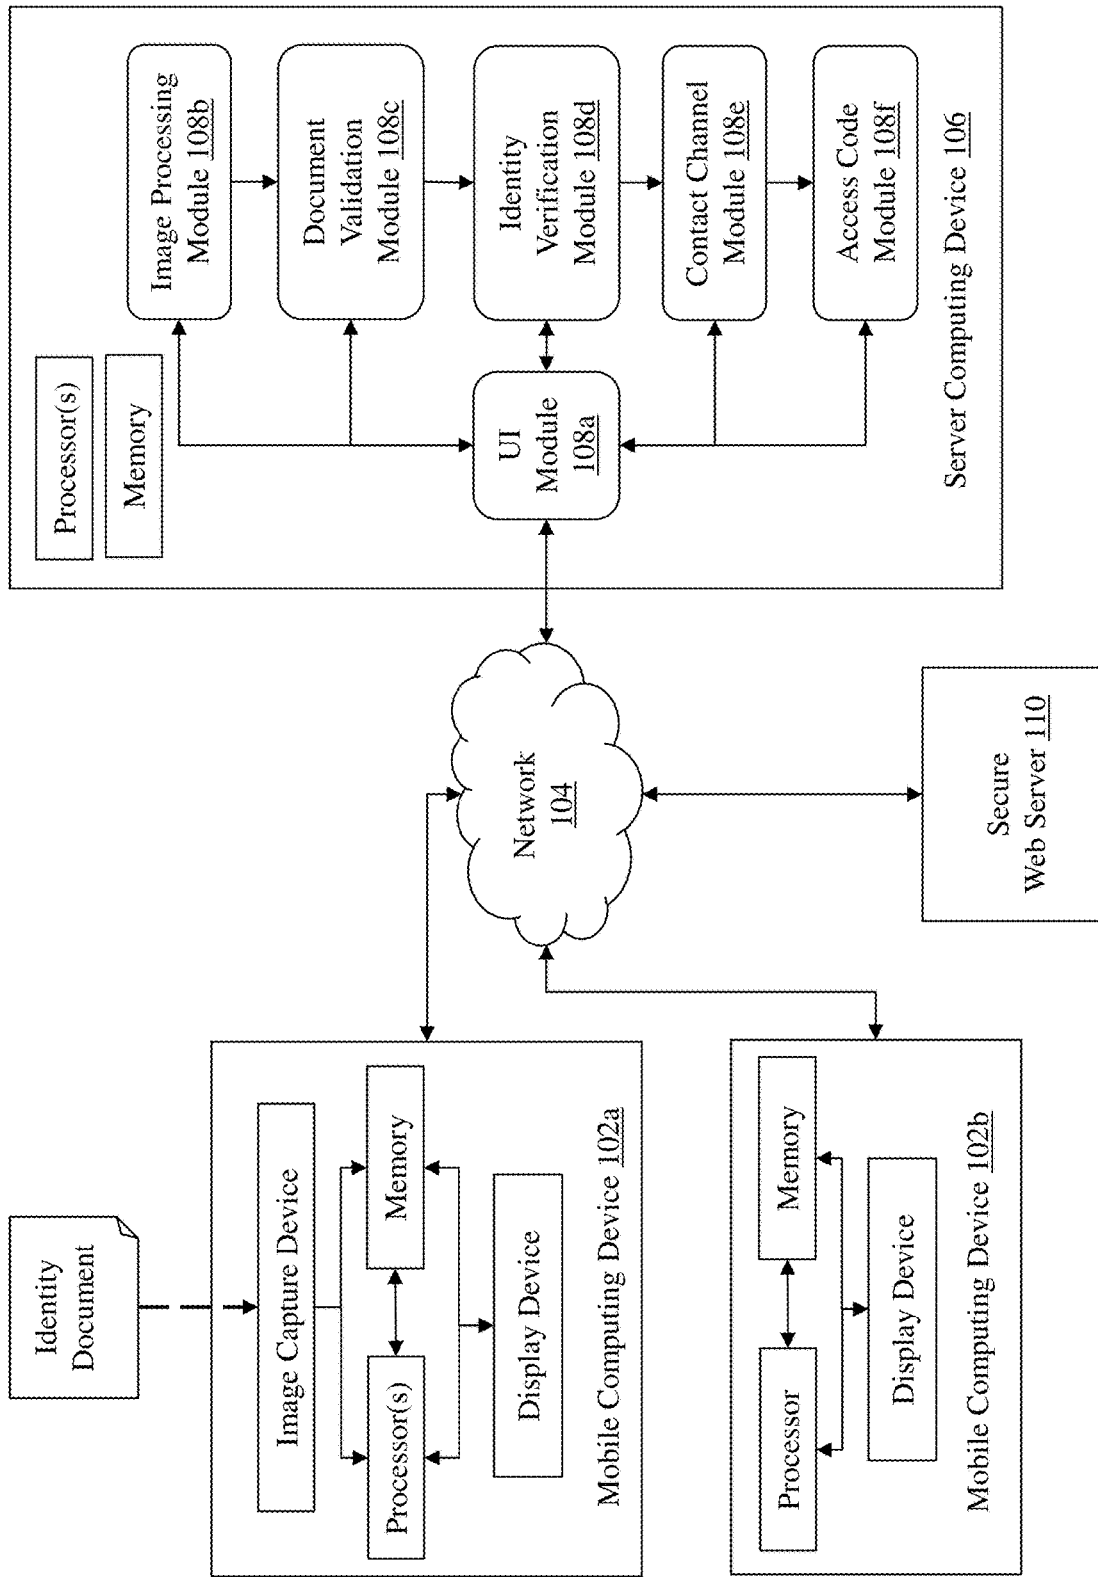 Identity
Document
Image Capture Device
Processor(s)
Memory
Display Device
Mobile Computing Device 102a
Processor
Memory
Display Device
Mobile Computing Device 102b
Network
104
Secure
Web Server 110
Processor(s)
Memory
UI
Module
108a
Image Processing
Module 108b
Document
Validation
Module 108c
Identity
Verification
Module 108d
Contact Channel
Module 108e
Access Code
Module 108f
Server Computing Device 106